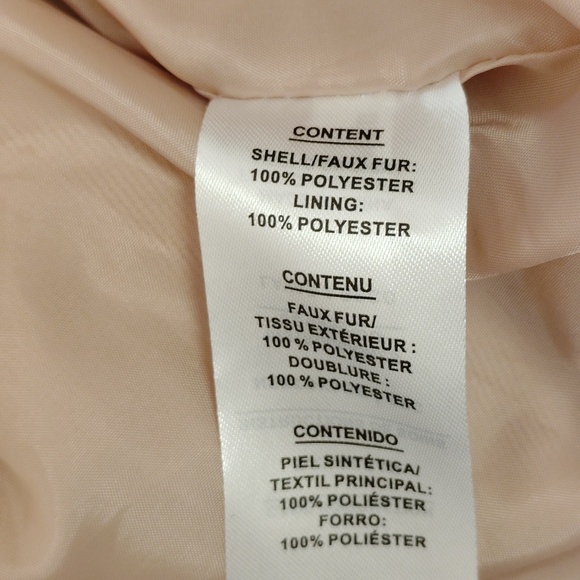 CONTENT
SHELL/FAUX FUR:
100% POLYESTER
LINING:
100% POLYESTER
CONTENU
FAUX FUR/
TISSU EXTÉRIEUR :
100 % POLYESTER
DOUBLURE :
100 % POLYESTER
CONTENIDO
PIEL SINTÉTICA/
TEXTIL PRINCIPAL:
100% POLIÉSTER
FORRO:
100% POLIÉSTER